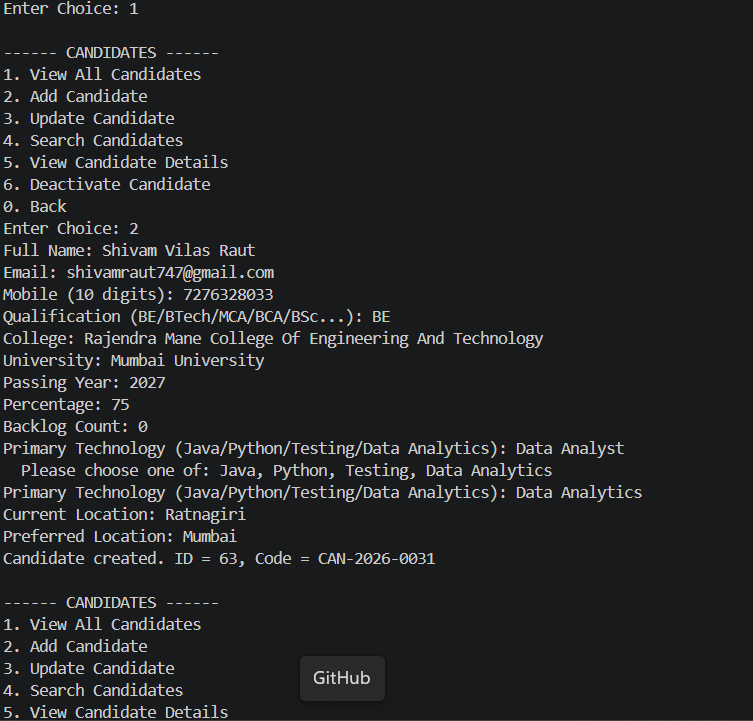 Enter Choice: 1
------ CANDIDATES ------
1. View All Candidates
2. Add Candidate
3. Update Candidate
4. Search Candidates
5. View Candidate Details
6. Deactivate Candidate
0. Back
Enter Choice: 2
Full Name: Shivam Vilas Raut
Email: shivamraut747@gmail.com
Mobile (10 digits): 7276328033
Qualification (BE/BTech/MCA/BCA/BSc...): BE
College: Rajendra Mane College Of Engineering And Technology
University: Mumbai University
Passing Year: 2027
Percentage: 75
Backlog Count: 0
Primary Technology (Java/Python/Testing/Data Analytics): Data Analyst
  Please choose one of: Java, Python, Testing, Data Analytics
Primary Technology (Java/Python/Testing/Data Analytics): Data Analytics
Current Location: Ratnagiri
Preferred Location: Mumbai
Candidate created. ID = 63, Code = CAN-2026-0031
------ CANDIDATES ------
1. View All Candidates
2. Add Candidate
3. Update Candidate
GitHub
4. Search Candidates
5. View Candidate Details